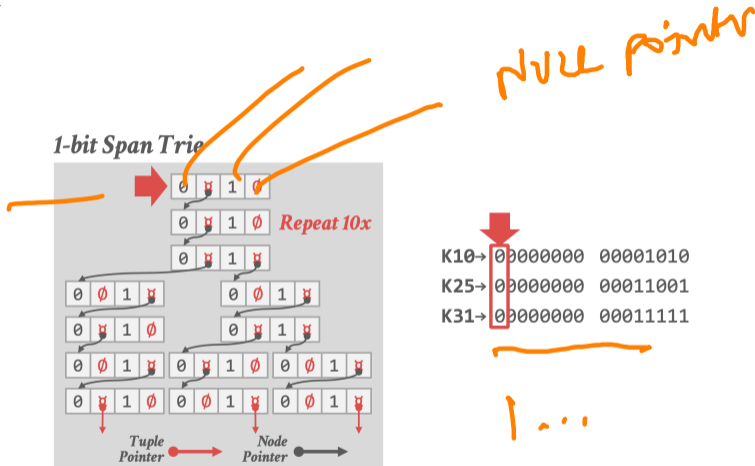 NULL pointer
1-bit Span Trie
0 ¤ 1 Ø
0 ¤ 1 Ø Repeat 10x
0 ¤ 1 ¤
K10→ 00000000 00001010
0 Ø 1 ¤ 0 Ø 1 ¤
K25→ 00000000 00011001
0 ¤ 1 Ø 0 ¤ 1 ¤
K31→ 00000000 00011111
0 Ø 1 ¤ 0 ¤ 1 Ø 0 Ø 1 ¤
0 ¤ 1 Ø 0 Ø 1 ¤ 0 Ø 1 ¤
1 ...
Tuple Pointer
Node Pointer